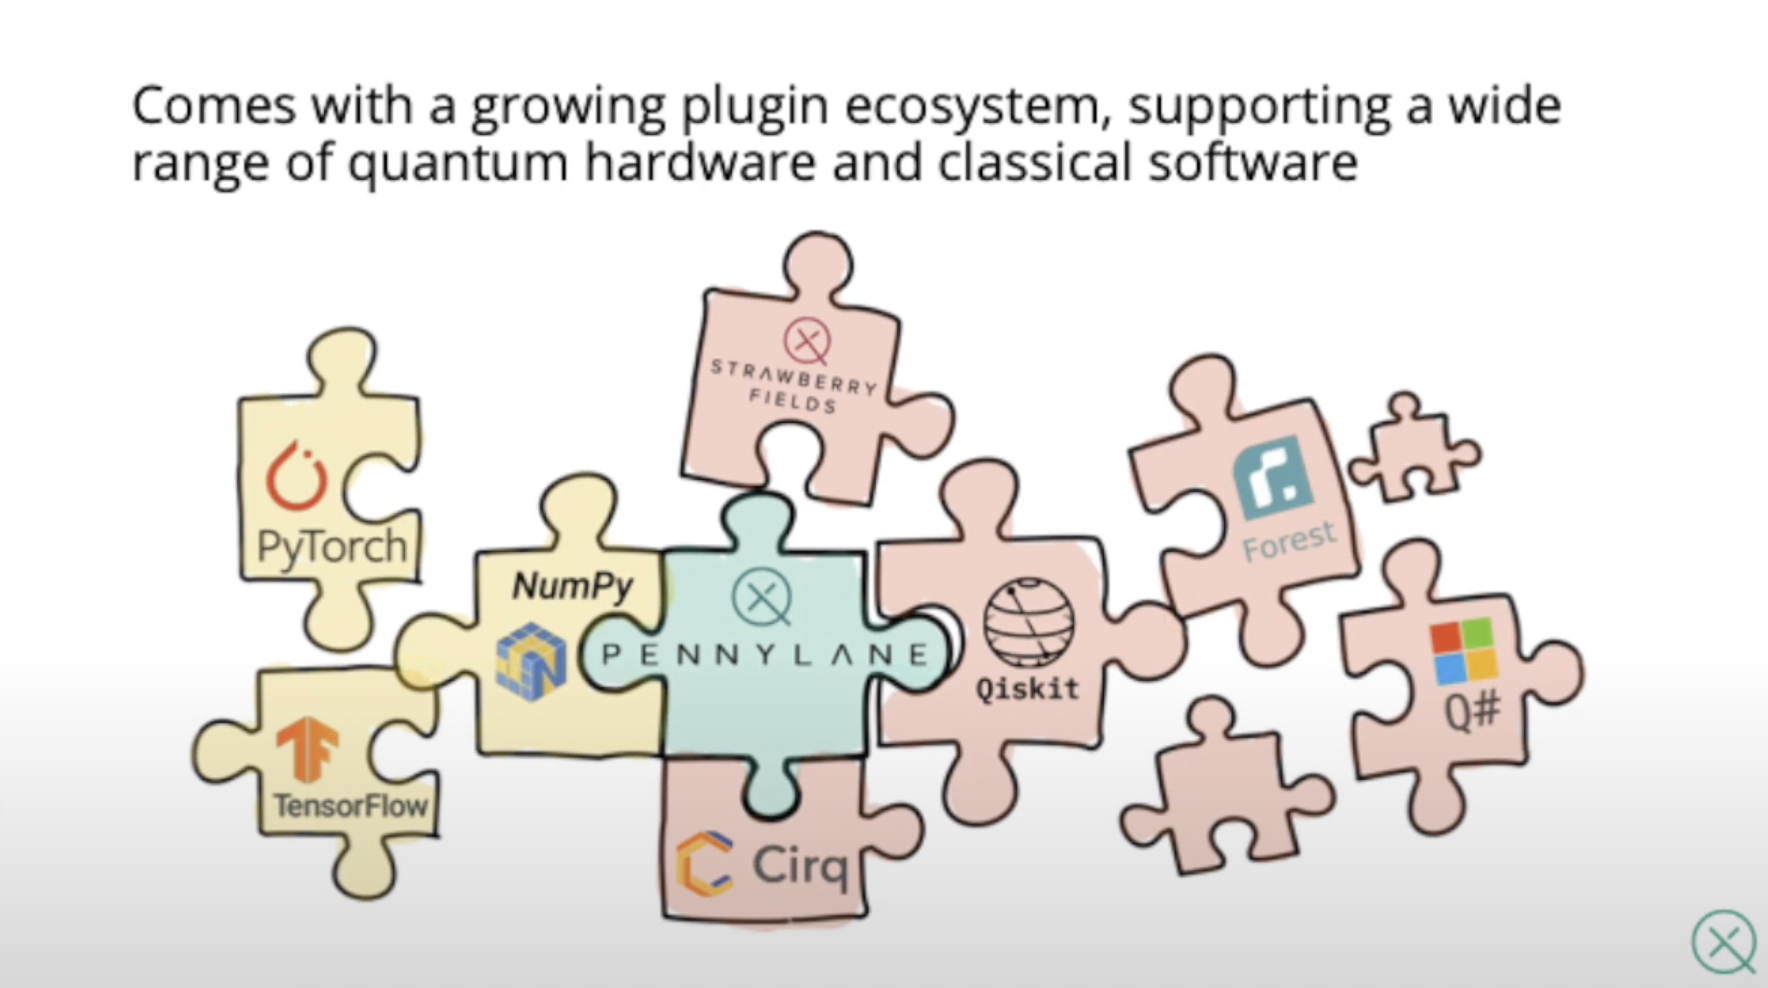 Comes with a growing plugin ecosystem, supporting a wide
range of quantum hardware and classical software
STRAWBERRY
FIELDS
PyTorch
NumPy
PENNYLANE
Qiskit
Forest
Q#
TensorFlow
Cirq